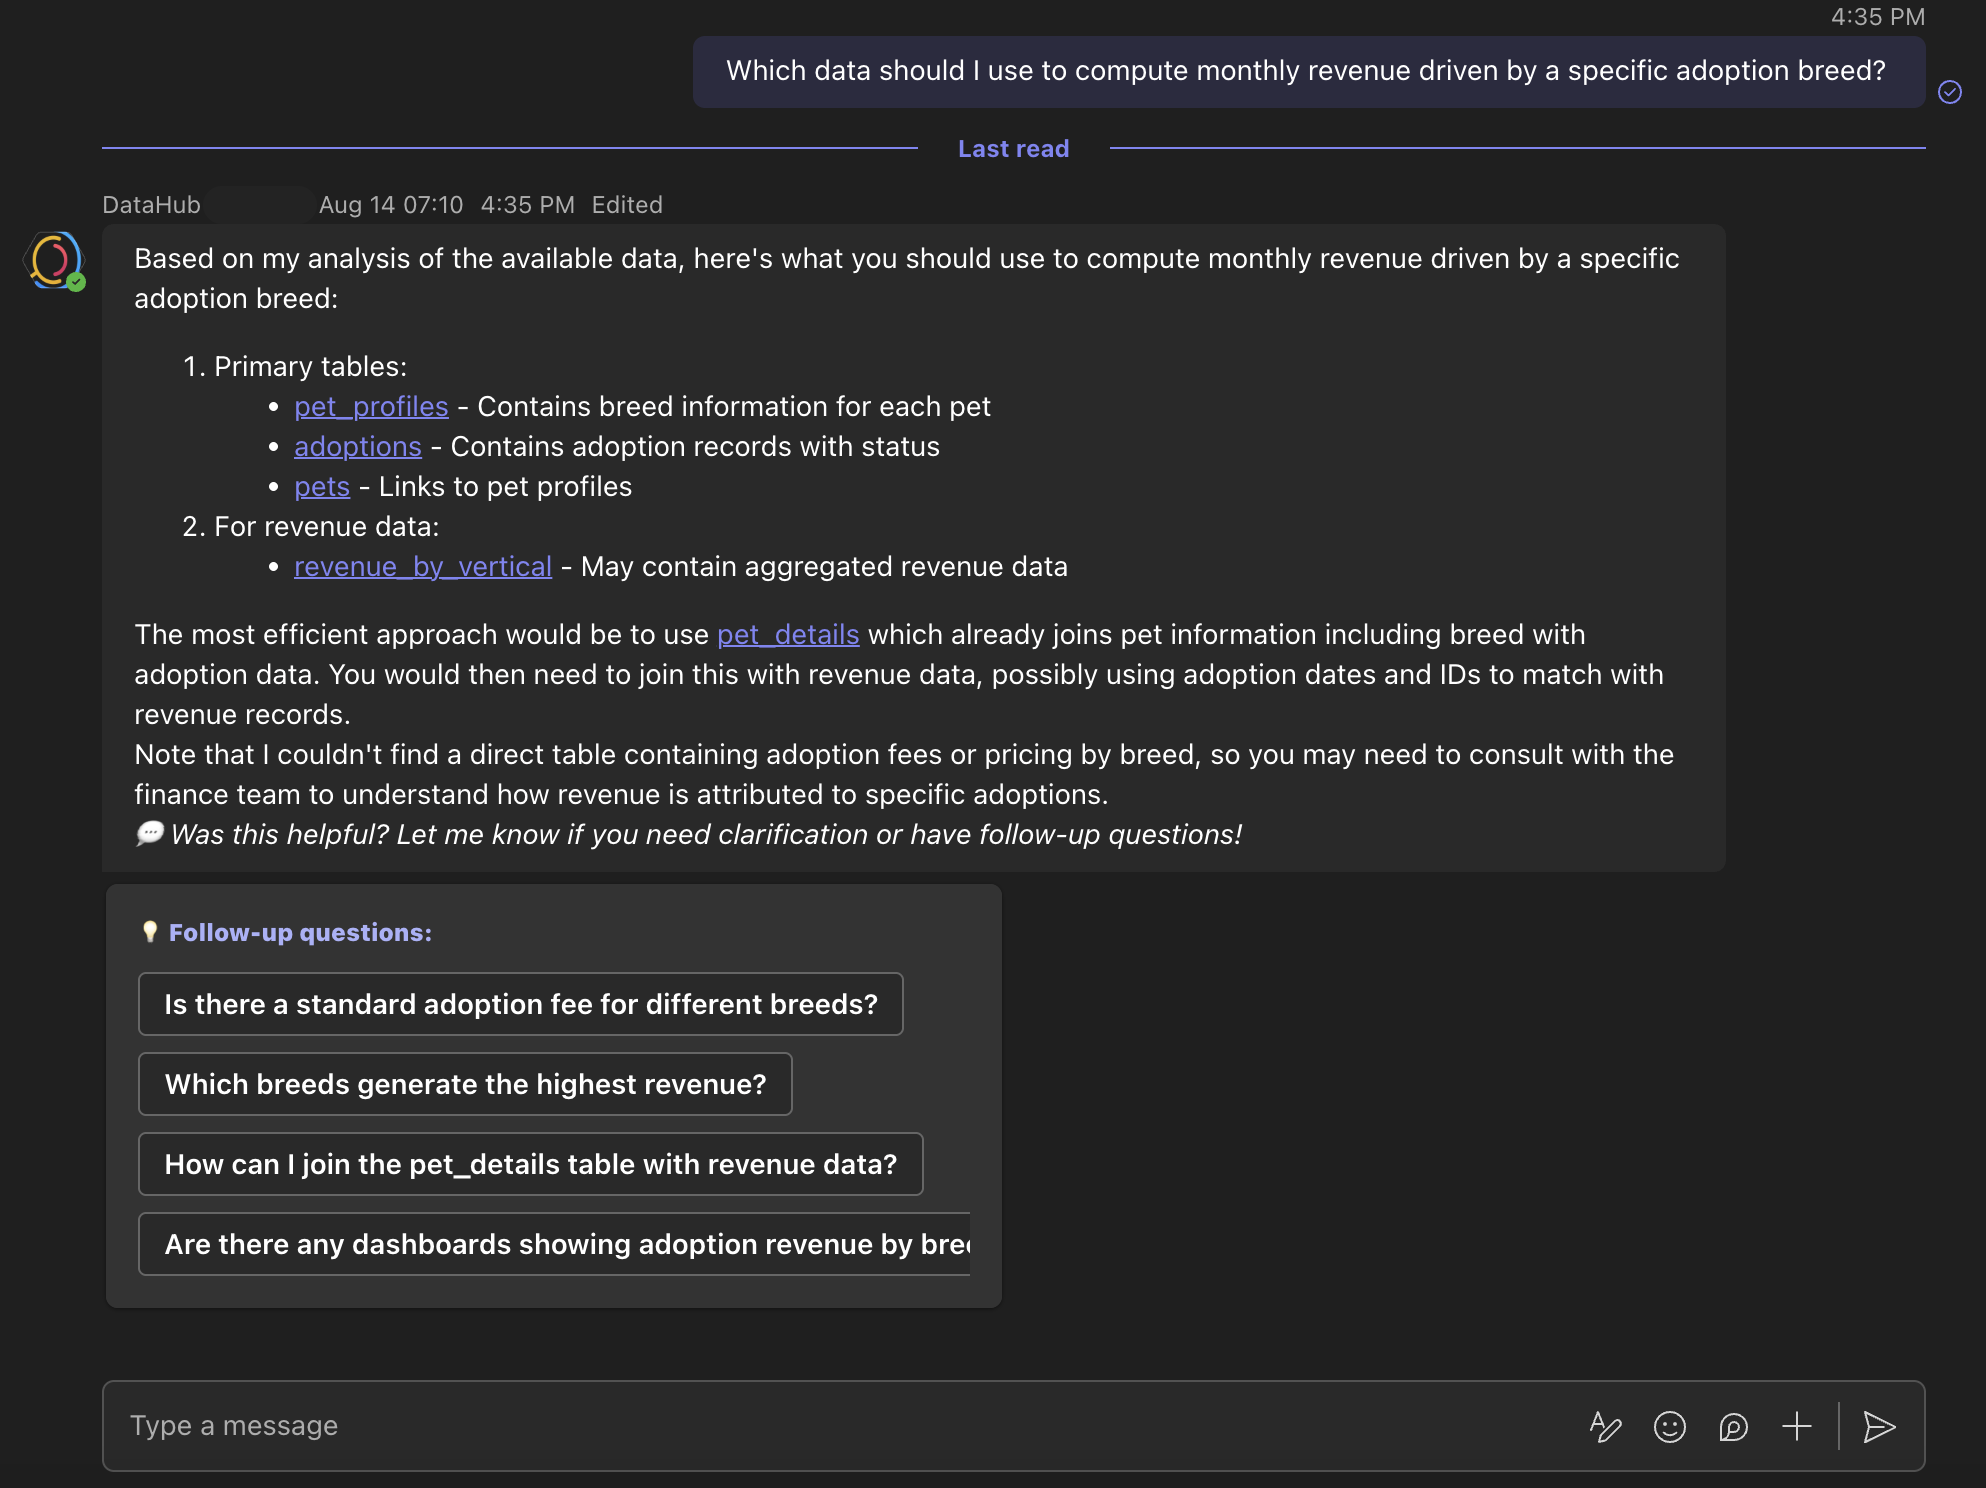 4:35 PM
Which data should I use to compute monthly revenue driven by a specific adoption breed?
Last read
DataHub Aug 14 07:10 4:35 PM Edited
Based on my analysis of the available data, here's what you should use to compute monthly revenue driven by a specific
adoption breed:
1. Primary tables:
• pet_profiles - Contains breed information for each pet
• adoptions - Contains adoption records with status
• pets - Links to pet profiles
2. For revenue data:
• revenue_by_vertical - May contain aggregated revenue data
The most efficient approach would be to use pet_details which already joins pet information including breed with
adoption data. You would then need to join this with revenue data, possibly using adoption dates and IDs to match with
revenue records.
Note that I couldn't find a direct table containing adoption fees or pricing by breed, so you may need to consult with the
finance team to understand how revenue is attributed to specific adoptions.
💬 Was this helpful? Let me know if you need clarification or have follow-up questions!
💡 Follow-up questions:
Is there a standard adoption fee for different breeds?
Which breeds generate the highest revenue?
How can I join the pet_details table with revenue data?
Are there any dashboards showing adoption revenue by
Type a message